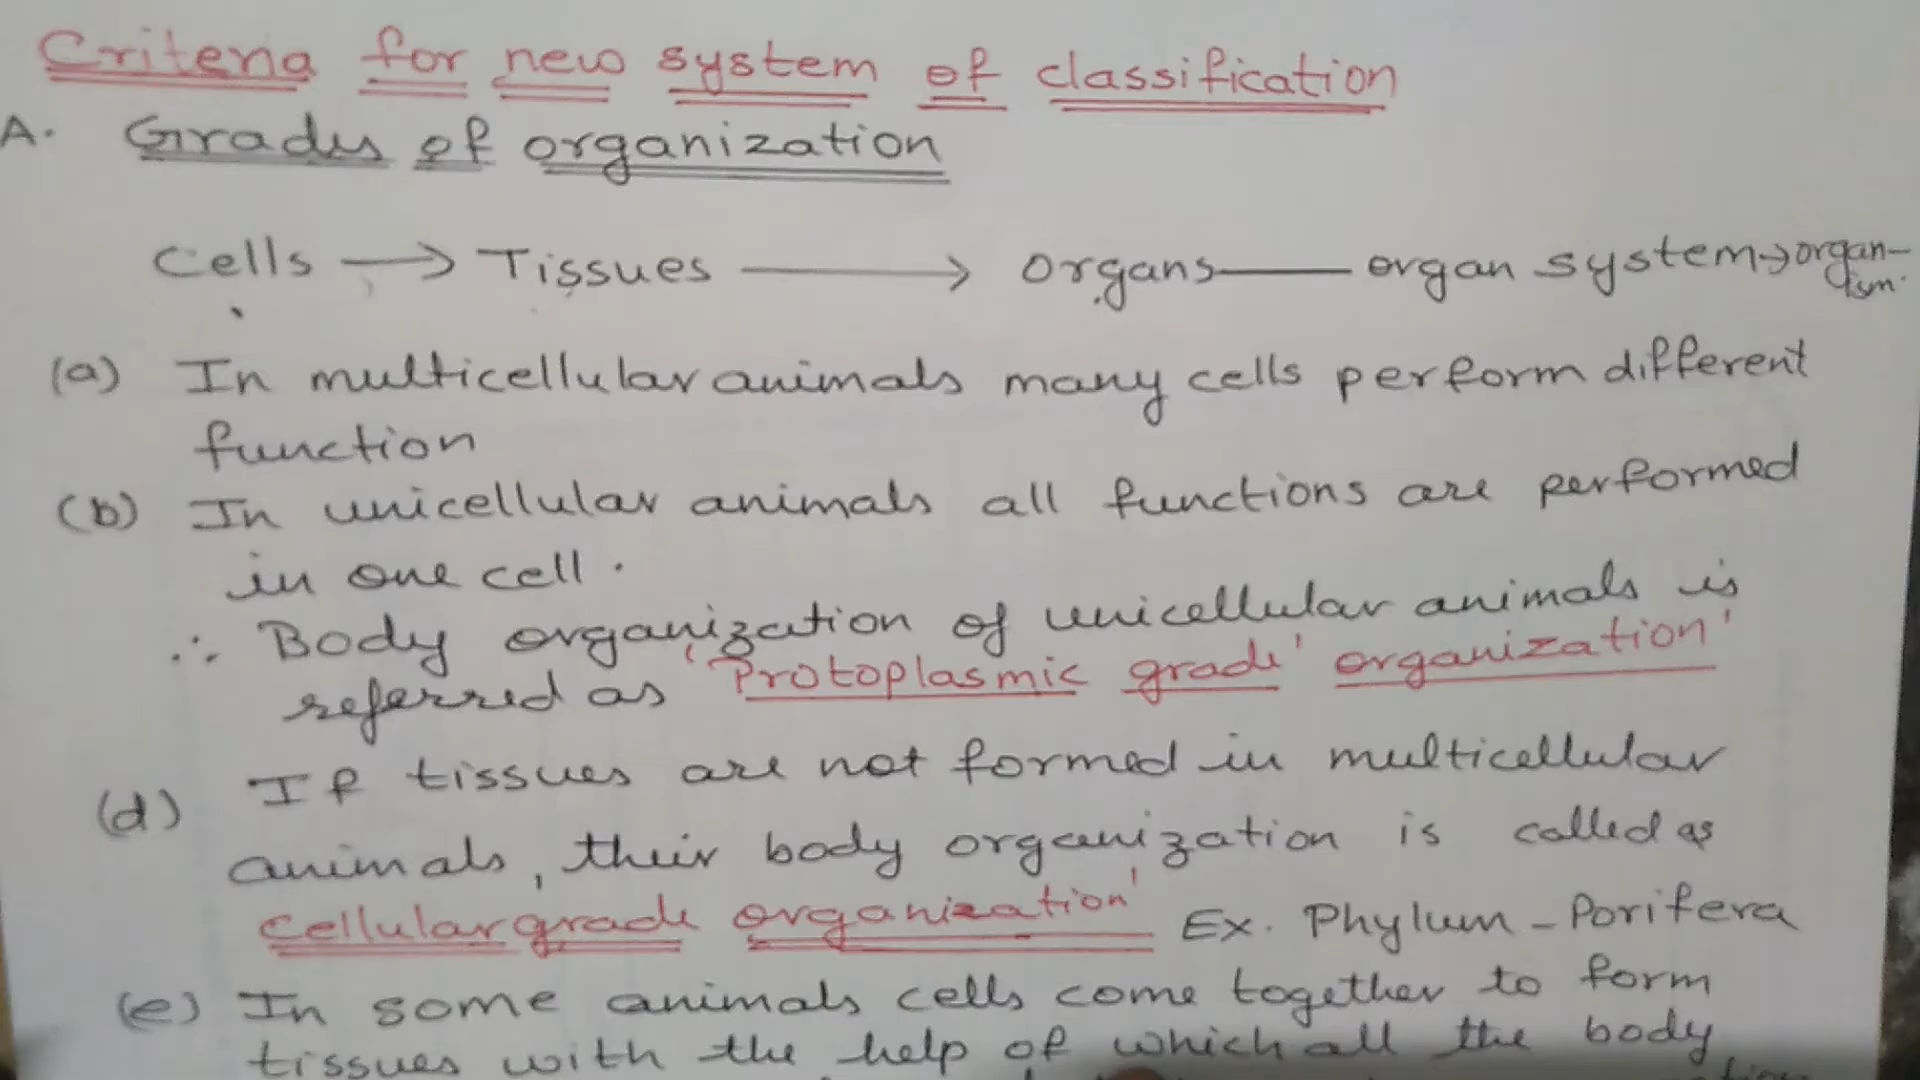 Criteria for new system of classification
A. Grades of organization
Cells → Tissues → Organs — organ system → organ-
ism.
(a) In multicellular animals many cells perform different
function
(b) In unicellular animals all functions are performed
in one cell.
∴ Body organization of unicellular animals is
referred as 'Protoplasmic grade' organization'
(d) If tissues are not formed in multicellular
animals, their body organization is called as
cellular grade organization' Ex. Phylum - Porifera
(e) In some animals cells come together to form
tissues with the help of which all the body